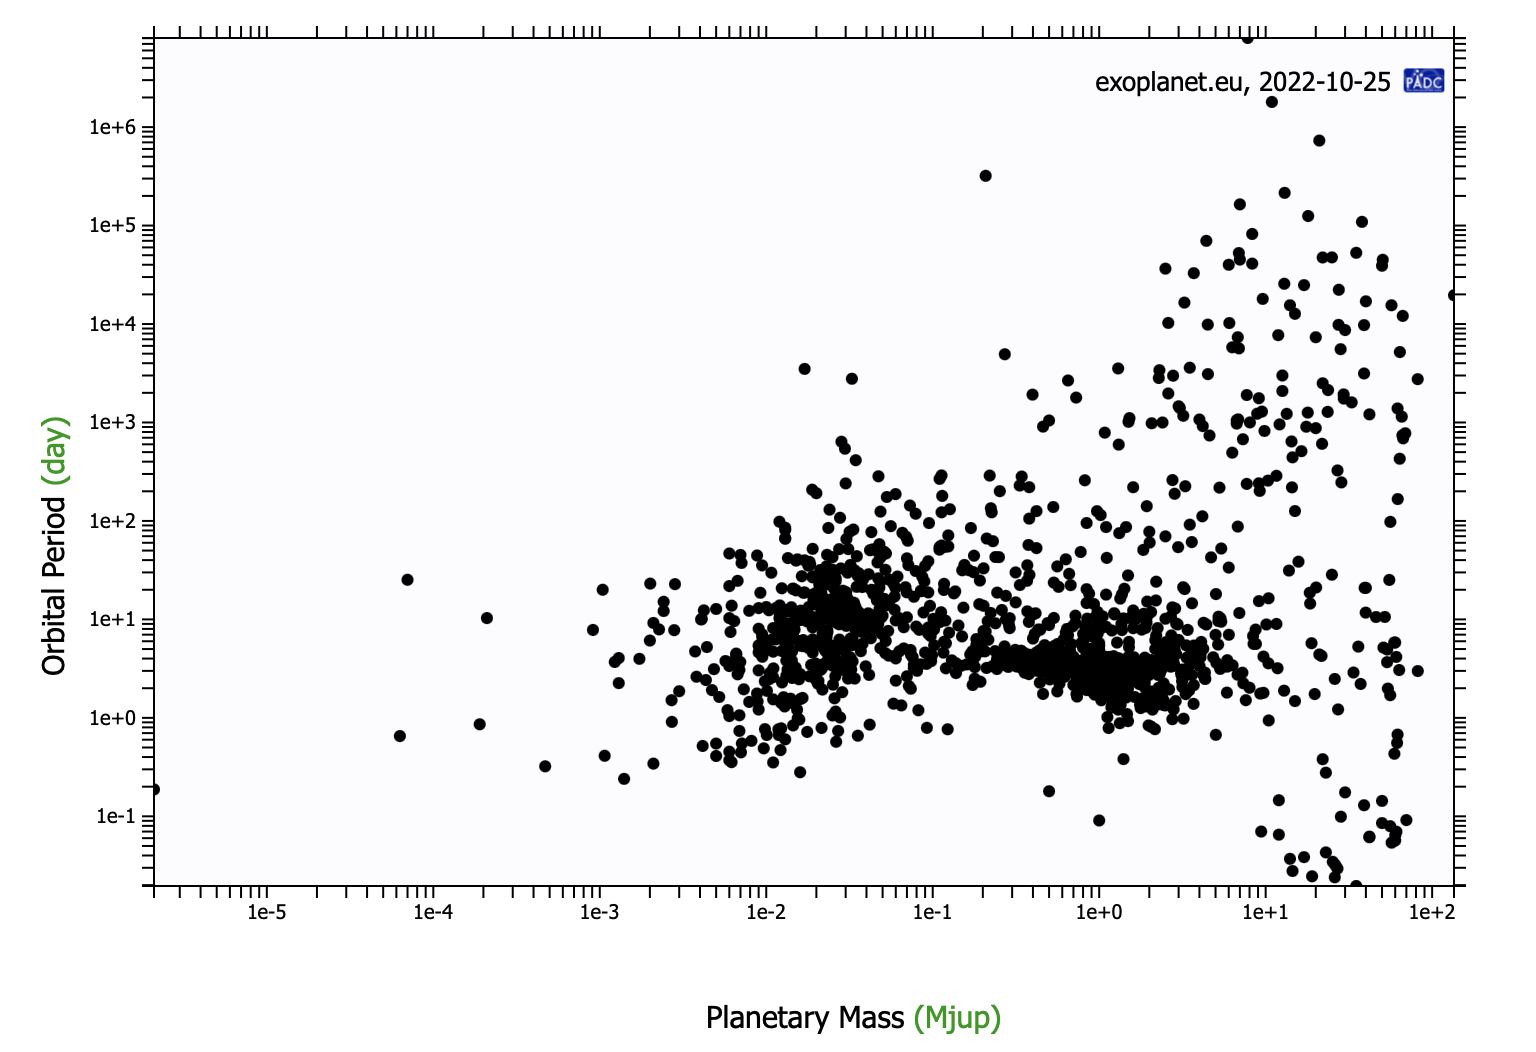 exoplanet.eu, 2022-10-25 PADC
1e+6
1e+5
1e+4
1e+3
1e+2
1e+1
1e+0
1e-1
Orbital Period (day)
1e-5 1e-4 1e-3 1e-2 1e-1 1e+0 1e+1 1e+2
Planetary Mass (Mjup)